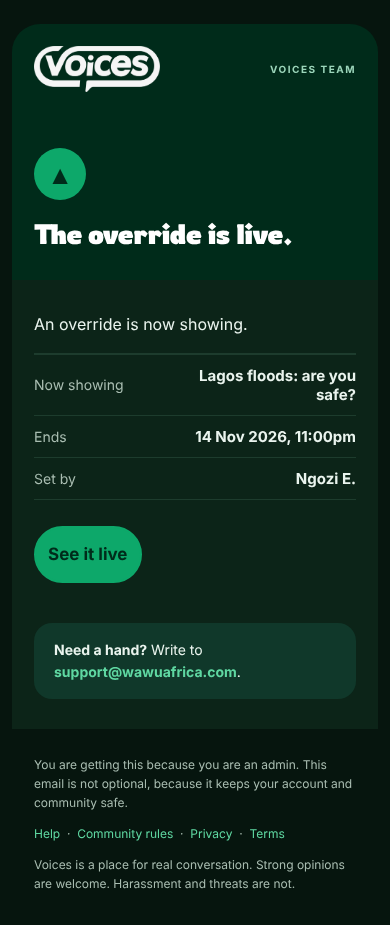 voices
VOICES TEAM
The override is live.
An override is now showing.
Now showing
Lagos floods: are you
safe?
Ends
14 Nov 2026, 11:00pm
Set by
Ngozi E.
See it live
Need a hand? Write to
support@wawuafrica.com.
You are getting this because you are an admin. This
email is not optional, because it keeps your account and
community safe.
Help · Community rules · Privacy · Terms
Voices is a place for real conversation. Strong opinions
are welcome. Harassment and threats are not.